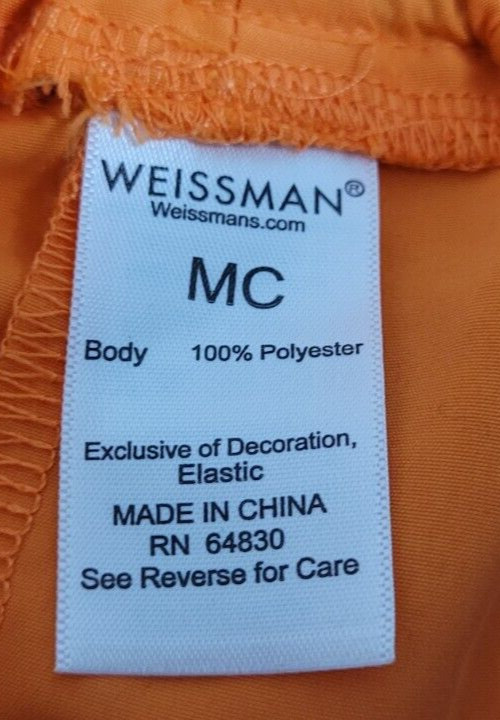 WEISSMAN®
Weissmans.com
MC
Body 100% Polyester
Exclusive of Decoration,
Elastic
MADE IN CHINA
RN 64830
See Reverse for Care